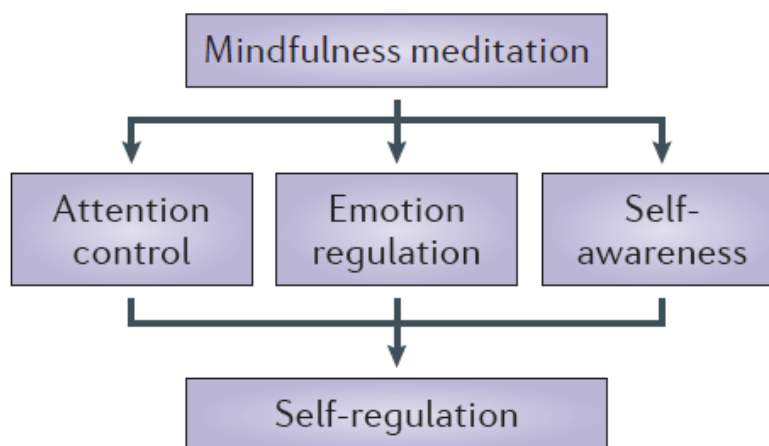 Mindfulness meditation
Attention
control
Emotion
regulation
Self-
awareness
Self-regulation